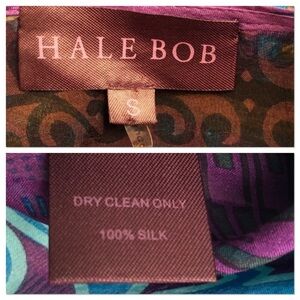 HALE BOB
S
DRY CLEAN ONLY
100% SILK